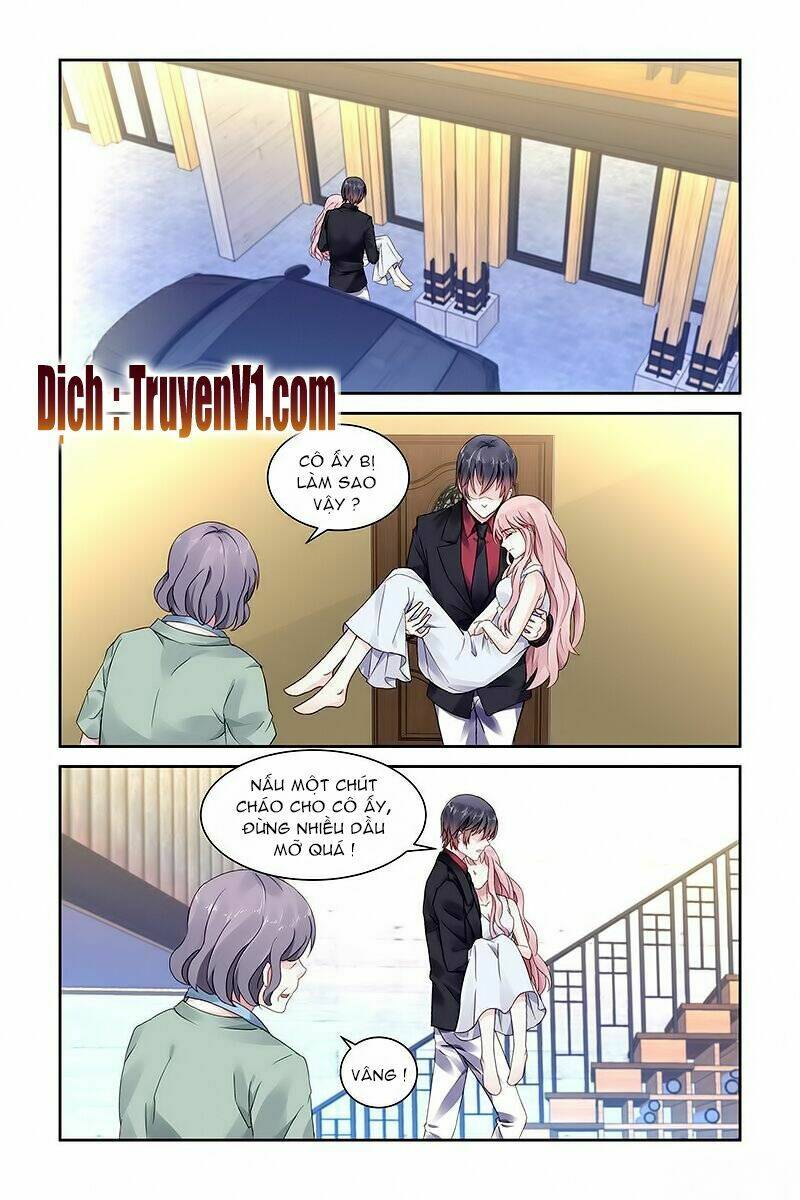 Dịch : TruyenV1.com
CÔ ẤY BỊ
LÀM SAO
VẬY ?
NẤU MỘT CHÚT
CHÁO CHO CÔ ẤY,
ĐỪNG NHIỀU DẦU
MỠ QUÁ !
VÂNG !